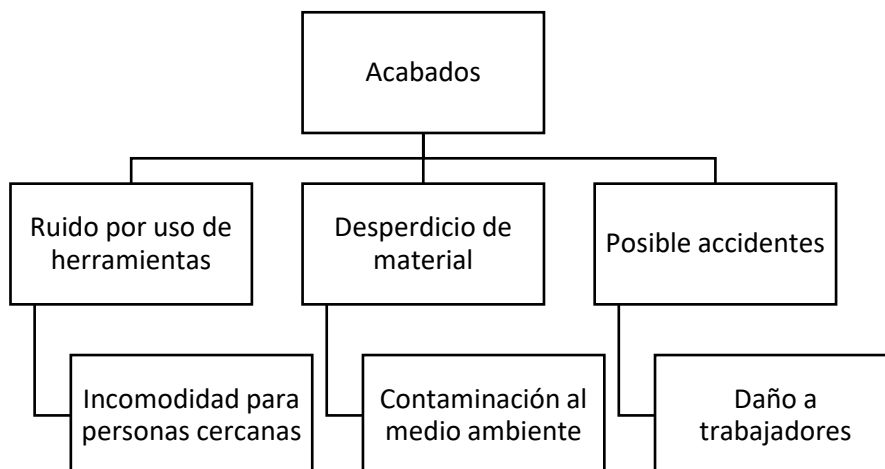 Acabados
Ruido por uso de
herramientas
Desperdicio de
material
Posible accidentes
Incomodidad para
personas cercanas
Contaminación al
medio ambiente
Daño a
trabajadores